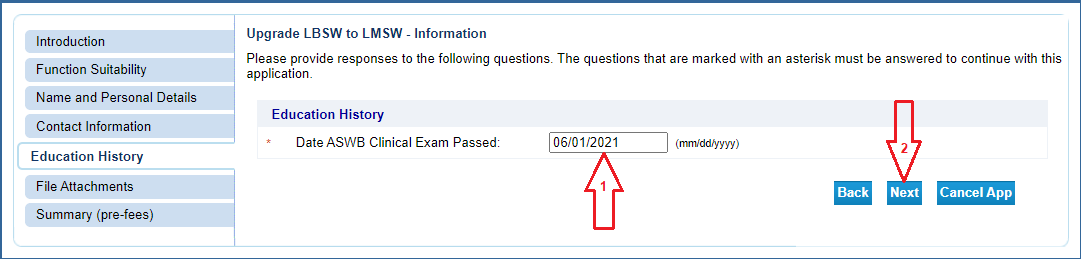 Introduction
Function Suitability
Name and Personal Details
Contact Information
Education History
File Attachments
Summary (pre-fees)
Upgrade LBSW to LMSW - Information
Please provide responses to the following questions. The questions that are marked with an asterisk must be answered to continue with this
application.
Education History
* Date ASWB Clinical Exam Passed: 06/01/2021 (mm/dd/yyyy)
1
2
Back Next Cancel App